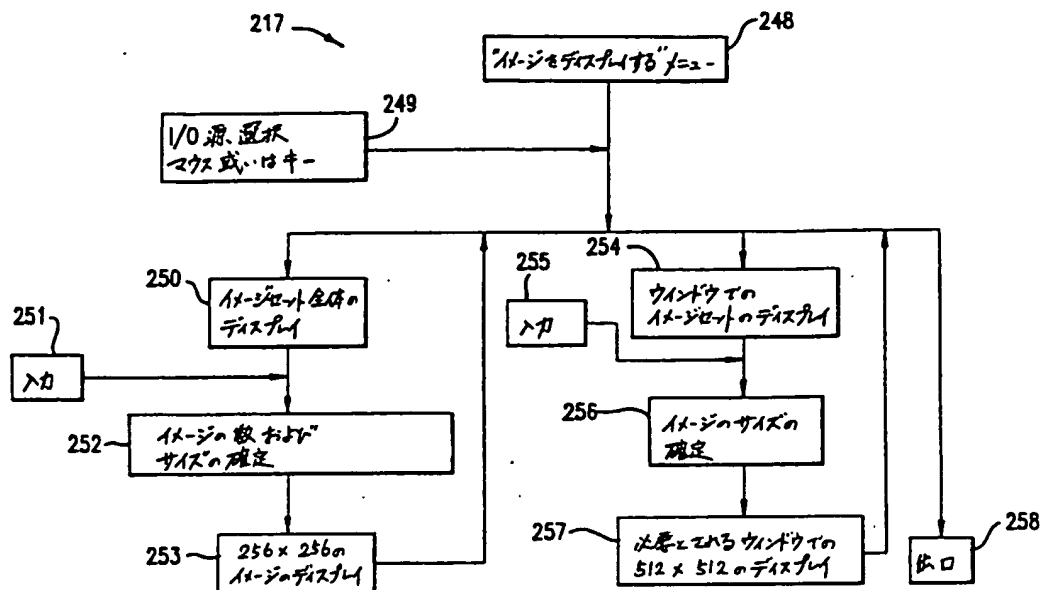 217
248
"イメージをディスプレイする"メニュー
249
I/O 源、選択
マウス或いはキー
250
イメージセット全体の
ディスプレイ
251
入力
252
イメージの数および
サイズの確定
253
256×256の
イメージのディスプレイ
254
ウィンドウでの
イメージセットのディスプレイ
255
入力
256
イメージのサイズの
確定
257
必要とされるウィンドウでの
512×512のディスプレイ
258
出口